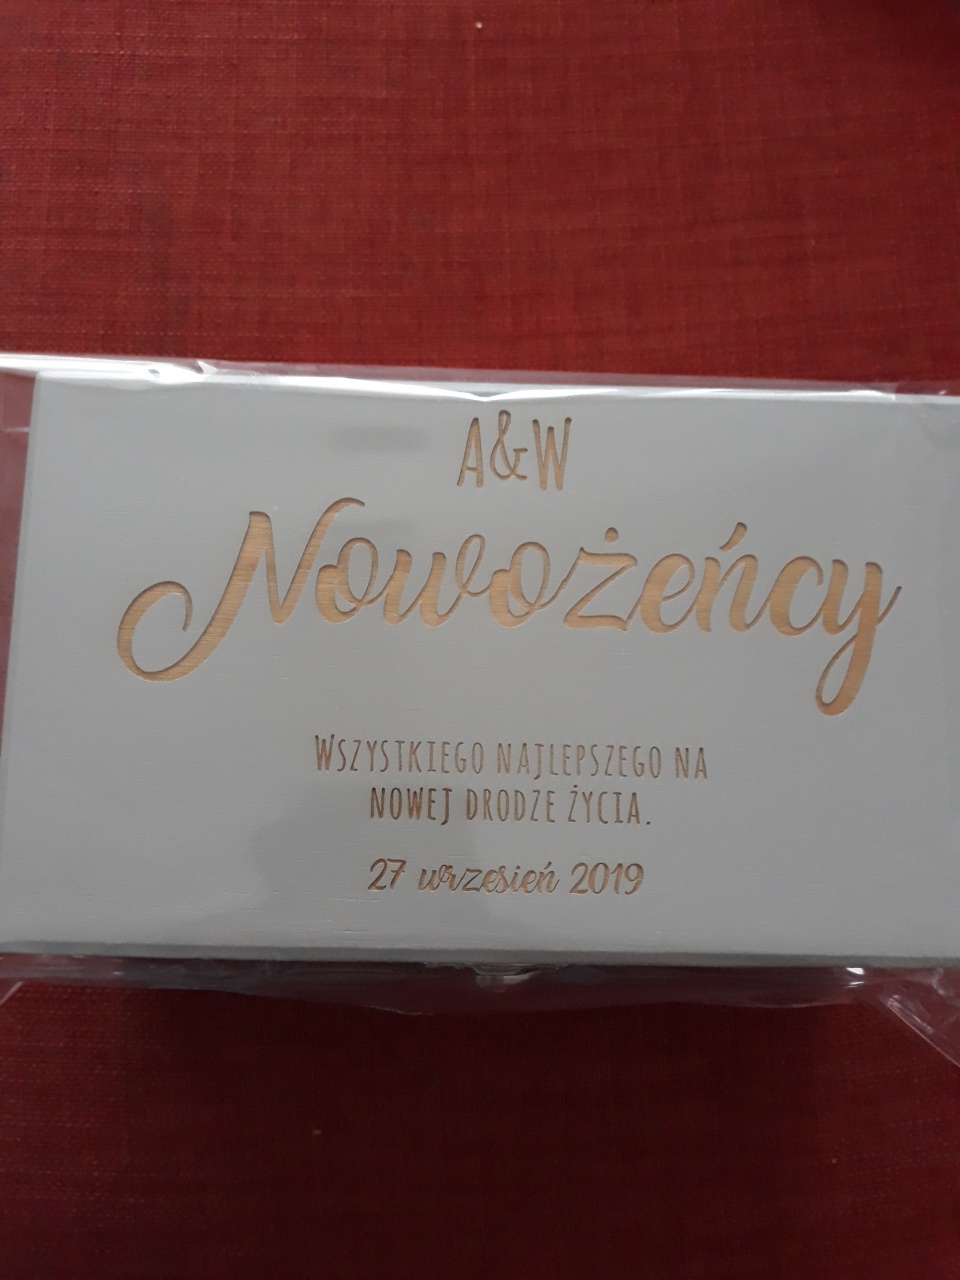 A&W
Nowożeńcy
Wszystkiego najlepszego na
nowej drodze życia.
27 wrzesień 2019